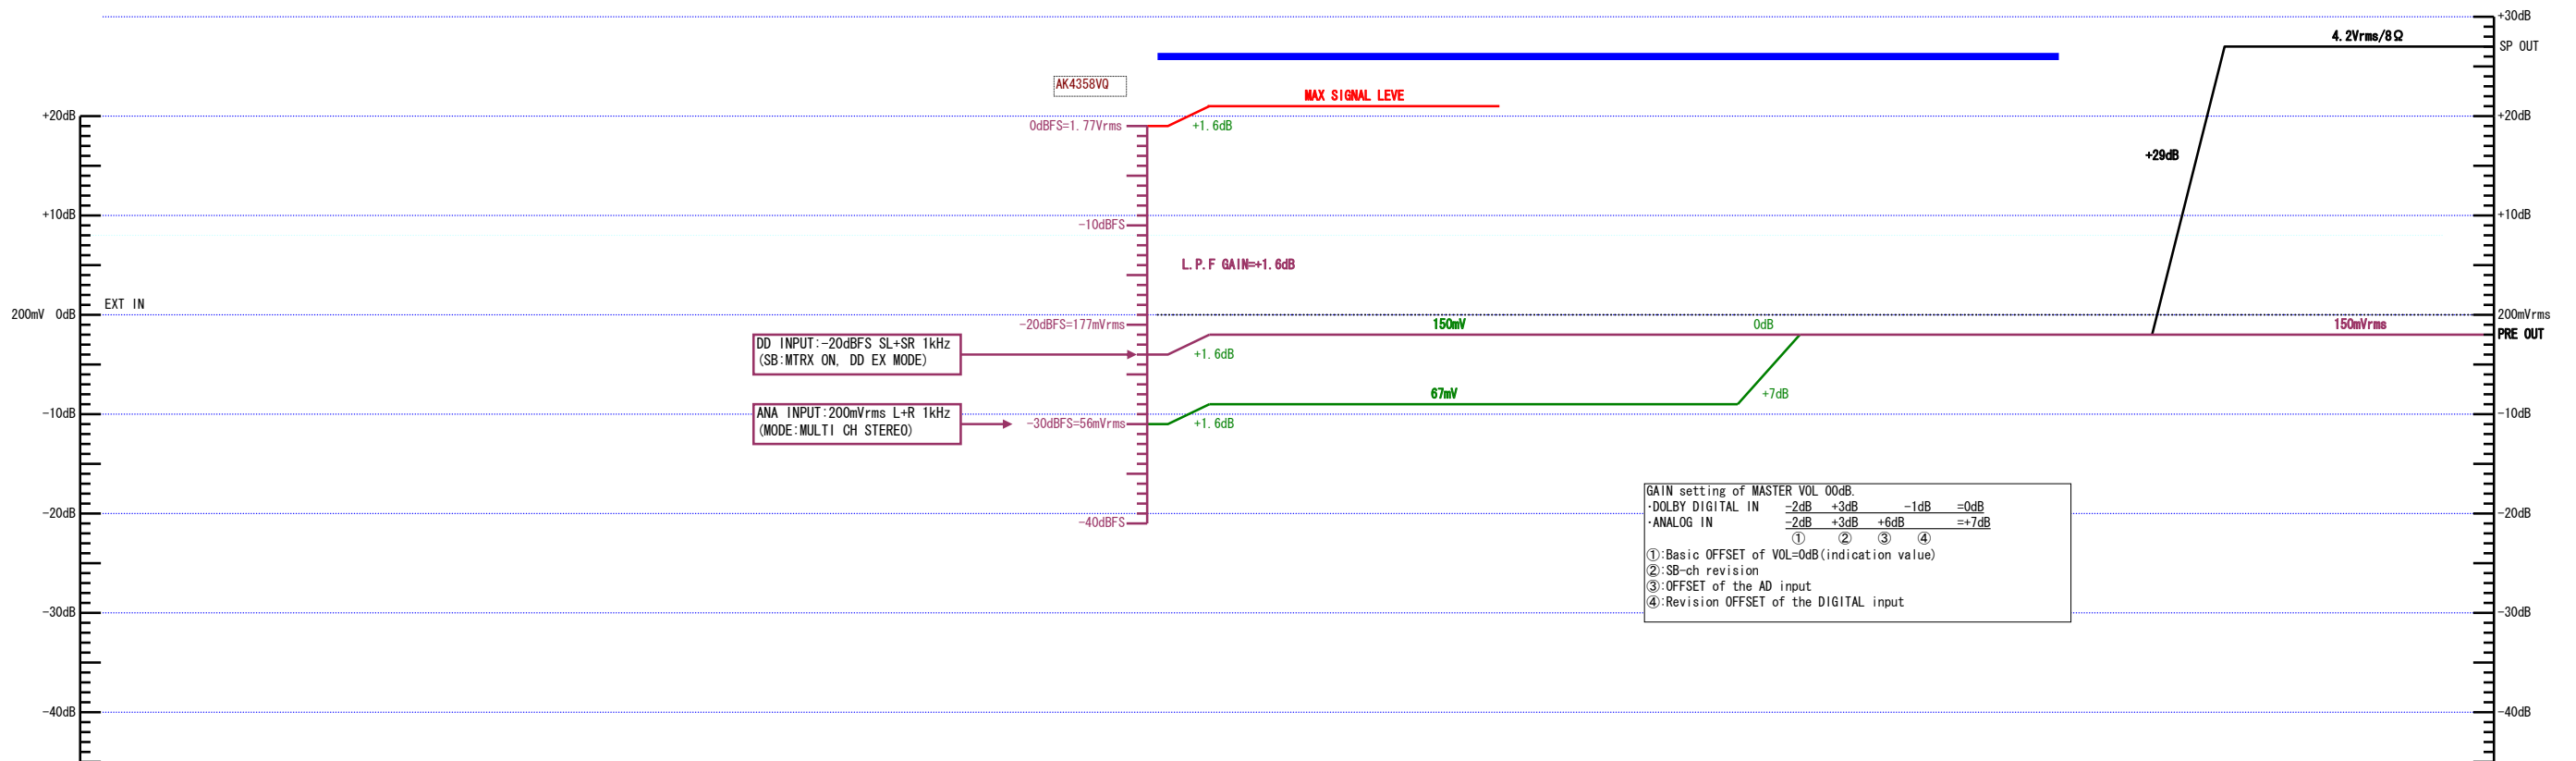 +30dB
4.2Vrms/8Ω
SP OUT
AK4358VQ
MAX SIGNAL LEVE
+20dB
+20dB
0dBFS=1.77Vrms
+1.6dB
+29dB
+10dB
+10dB
-10dBFS
L.P.F GAIN=+1.6dB
EXT IN
200mV 0dB
200mVrms
-20dBFS=177mVrms
150mV
0dB
150mVrms
PRE OUT
DD INPUT:-20dBFS SL+SR 1kHz
(SB:MTRX ON, DD EX MODE)
+1.6dB
67mV
+7dB
-10dB
-10dB
ANA INPUT:200mVrms L+R 1kHz
(MODE:MULTI CH STEREO)
-30dBFS=56mVrms
+1.6dB
GAIN setting of MASTER VOL 00dB.
·DOLBY DIGITAL IN -2dB +3dB -1dB =0dB
·ANALOG IN -2dB +3dB +6dB =+7dB
① ② ③ ④
①:Basic OFFSET of VOL=0dB(indication value)
②:SB-ch revision
③:OFFSET of the AD input
④:Revision OFFSET of the DIGITAL input
-20dB
-20dB
-40dBFS
-30dB
-30dB
-40dB
-40dB